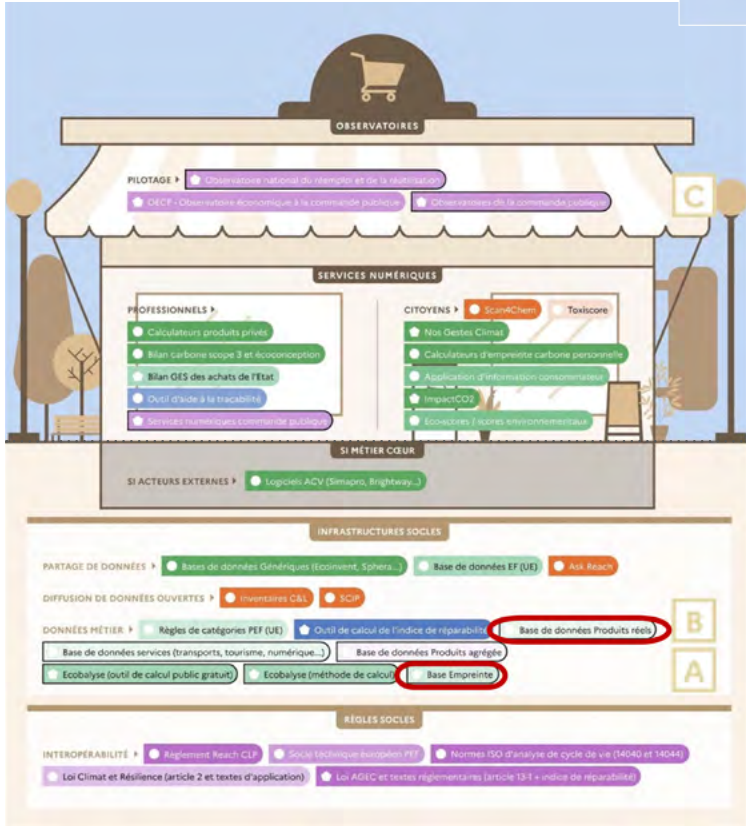 OBSERVATOIRES
PILOTAGE Observatoire national du réemploi et de la réutilisation
OECP - Observatoire économique à la commande publique Observatoires de la commande publique
C
SERVICES NUMÉRIQUES
PROFESSIONNELS
Calculateurs produits privés
Bilan carbone scope 3 et écoconception
Bilan GES des achats de l'Etat
Outil d'aide à la traçabilité
Services numériques commande publique
CITOYENS Scan4Chem Toxiscore
Nos Gestes Climat
Calculateurs d'empreinte carbone personnelle
Application d'information consommateur
ImpactCO2
Eco-scores / scores environnementaux
SI MÉTIER CŒUR
SI ACTEURS EXTERNES Logiciels ACV (Simapro, Brightway...)
INFRASTRUCTURES SOCLES
PARTAGE DE DONNÉES Bases de données Génériques (Ecoinvent, Sphera...) Base de données EF (UE) Ask Reach
DIFFUSION DE DONNÉES OUVERTES Inventaires C&L SCIP
DONNÉES MÉTIER Règles de catégories PEF (UE) Outil de calcul de l'indice de réparabilité Base de données Produits réels
B
Base de données services (transports, tourisme, numérique...) Base de données Produits agrégée
Ecobalyse (outil de calcul public gratuit) Ecobalyse (méthode de calcul) Base Empreinte
A
RÈGLES SOCLES
INTEROPÉRABILITÉ Règlement Reach CLP Socle technique européen PEF Normes ISO d'analyse de cycle de vie (14040 et 14044)
Loi Climat et Résilience (article 2 et textes d'application) Loi AGEC et textes réglementaires (article 13-1 + indice de réparabilité)